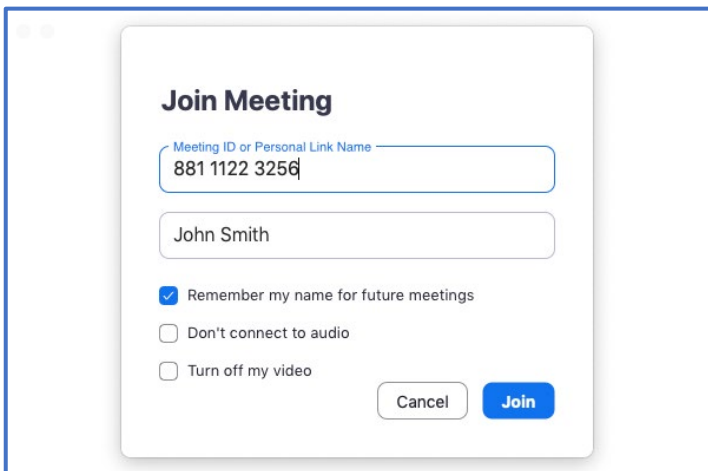 Join Meeting
Meeting ID or Personal Link Name
881 1122 3256
John Smith
Remember my name for future meetings
Don't connect to audio
Turn off my video
Cancel Join